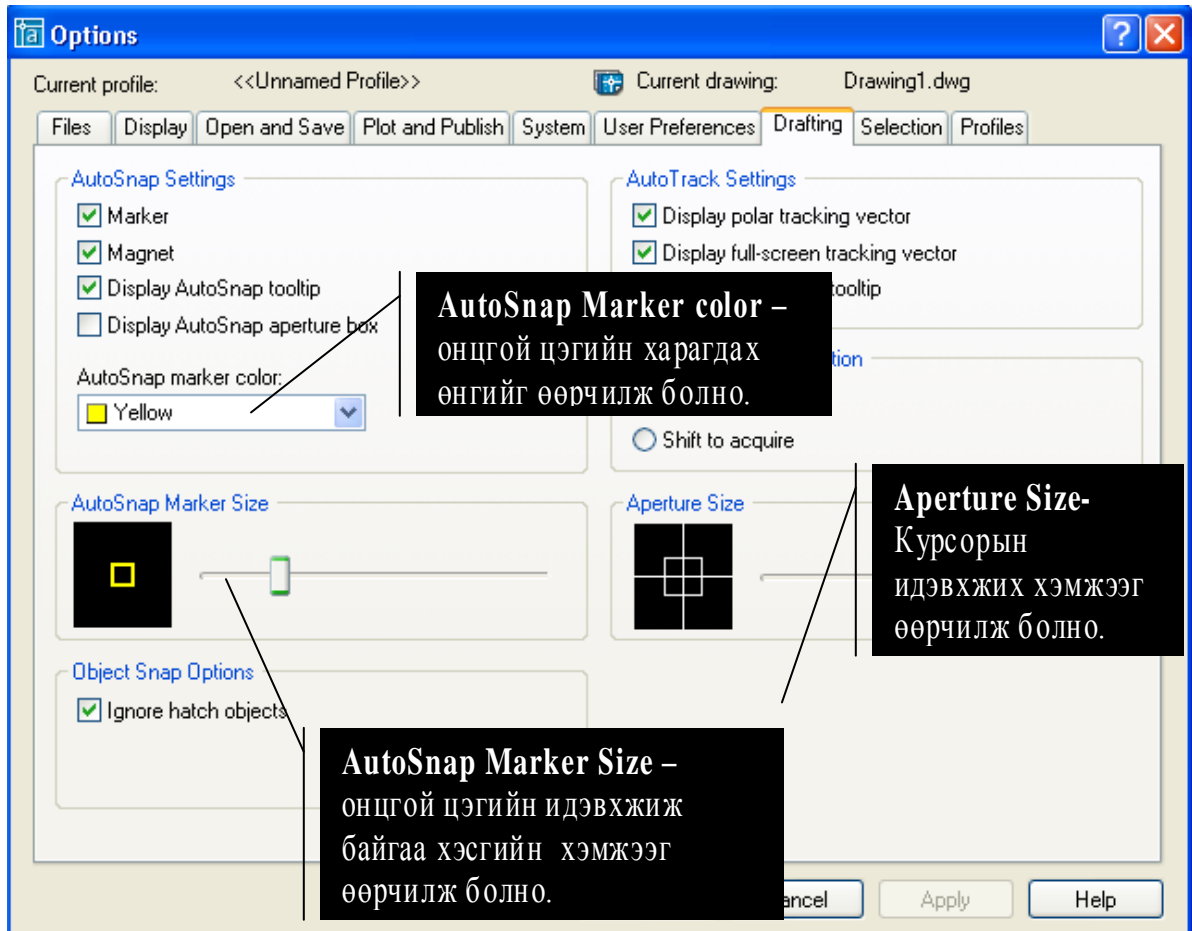 Options
Current profile: <<Unnamed Profile>> Current drawing: Drawing1.dwg
Files Display Open and Save Plot and Publish System User Preferences Drafting Selection Profiles
AutoSnap Settings
Marker
Magnet
Display AutoSnap tooltip
Display AutoSnap aperture box
AutoSnap marker color:
Yellow
AutoTrack Settings
Display polar tracking vector
Display full-screen tracking vector
tooltip
AutoSnap Marker color –
онцгой цэгийн харагдах
өнгийг өөрчилж болно.
Shift to acquire
AutoSnap Marker Size
Aperture Size
Aperture Size-
Курсорын
идэвхжих хэмжээг
өөрчилж болно.
Object Snap Options
Ignore hatch objects
AutoSnap Marker Size –
онцгой цэгийн идэвхжиж
байгаа хэсгийн хэмжээг
өөрчилж болно.
Apply Help